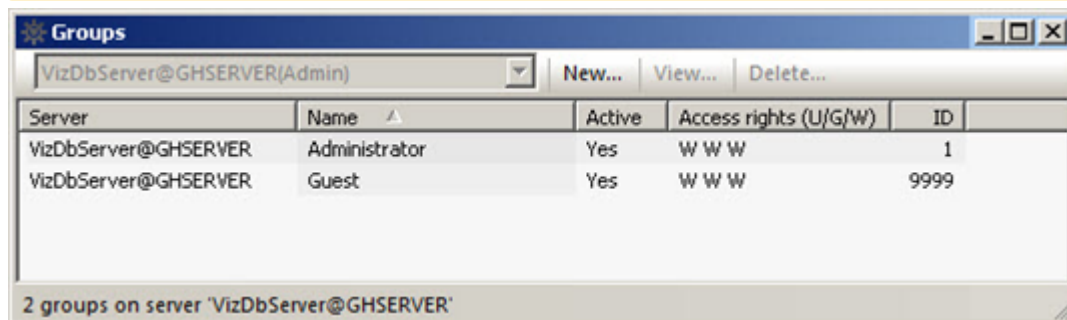 Groups
VizDbServer@GHSERVER(Admin) New... View... Delete...
Server Name Active Access rights (U/G/W) ID
VizDbServer@GHSERVER Administrator Yes W W W 1
VizDbServer@GHSERVER Guest Yes W W W 9999
2 groups on server 'VizDbServer@GHSERVER'